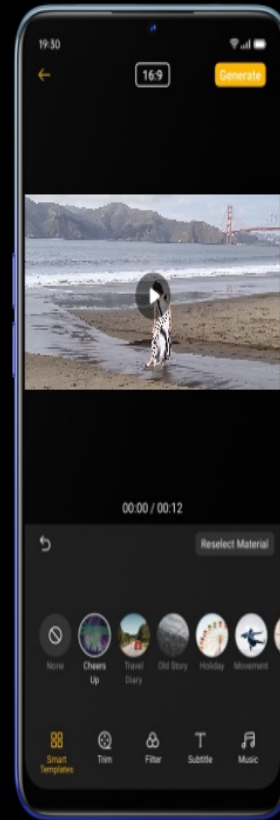 19:30
16:9
Generate
00:00 / 00:12
Reselect Material
None
Cheers Up
Travel Diary
Old Story
Holiday
Movement
Smart Templates
Trim
Filter
Subtitle
Music